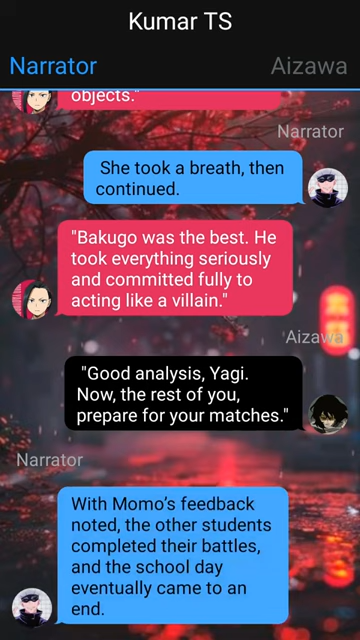 Kumar TS
Narrator
Aizawa
objects."
Narrator
She took a breath, then
continued.
"Bakugo was the best. He
took everything seriously
and committed fully to
acting like a villain."
Aizawa
"Good analysis, Yagi.
Now, the rest of you,
prepare for your matches."
Narrator
With Momo’s feedback
noted, the other students
completed their battles,
and the school day
eventually came to an
end.